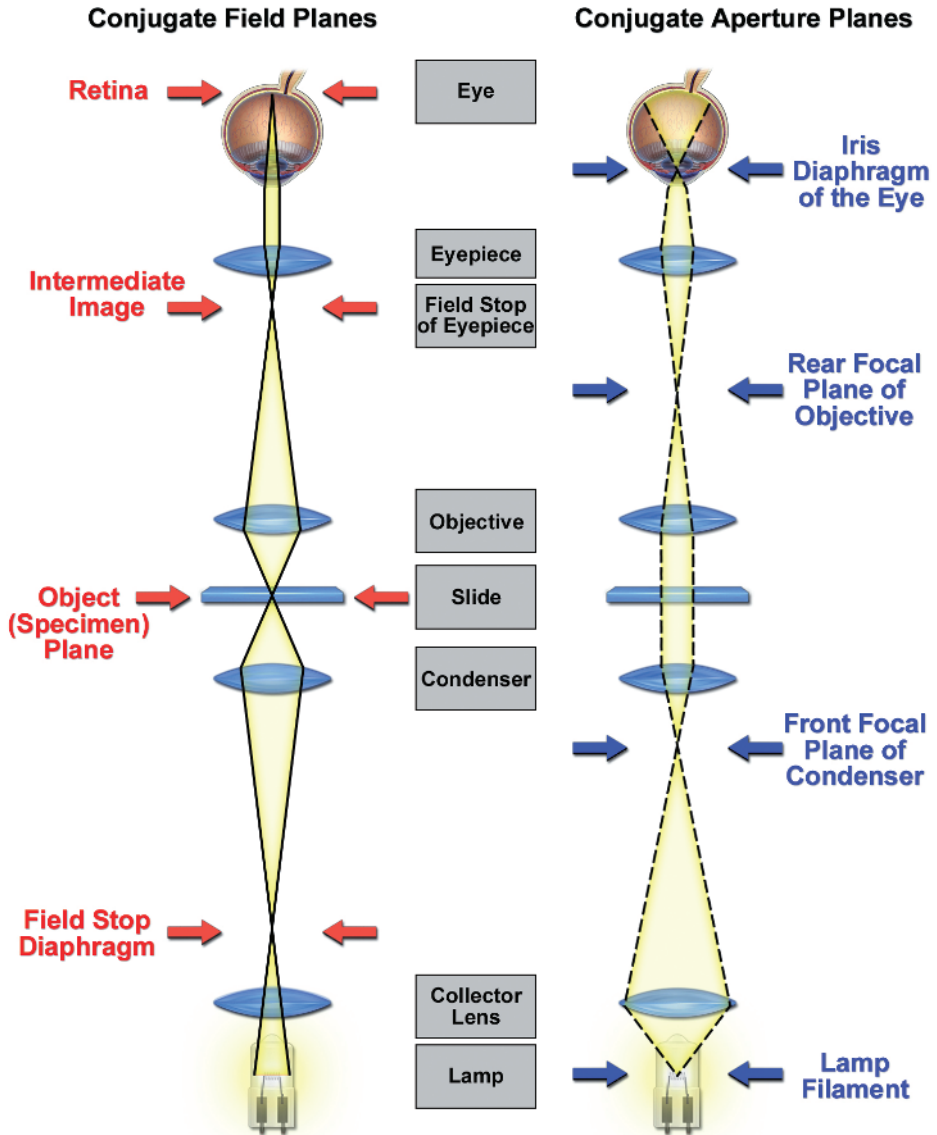 Conjugate Field Planes
Conjugate Aperture Planes
Retina
Eye
Iris
Diaphragm
of the Eye
Eyepiece
Intermediate
Image
Field Stop
of Eyepiece
Rear Focal
Plane of
Objective
Objective
Object
(Specimen)
Plane
Slide
Condenser
Front Focal
Plane of
Condenser
Field Stop
Diaphragm
Collector
Lens
Lamp
Lamp
Filament